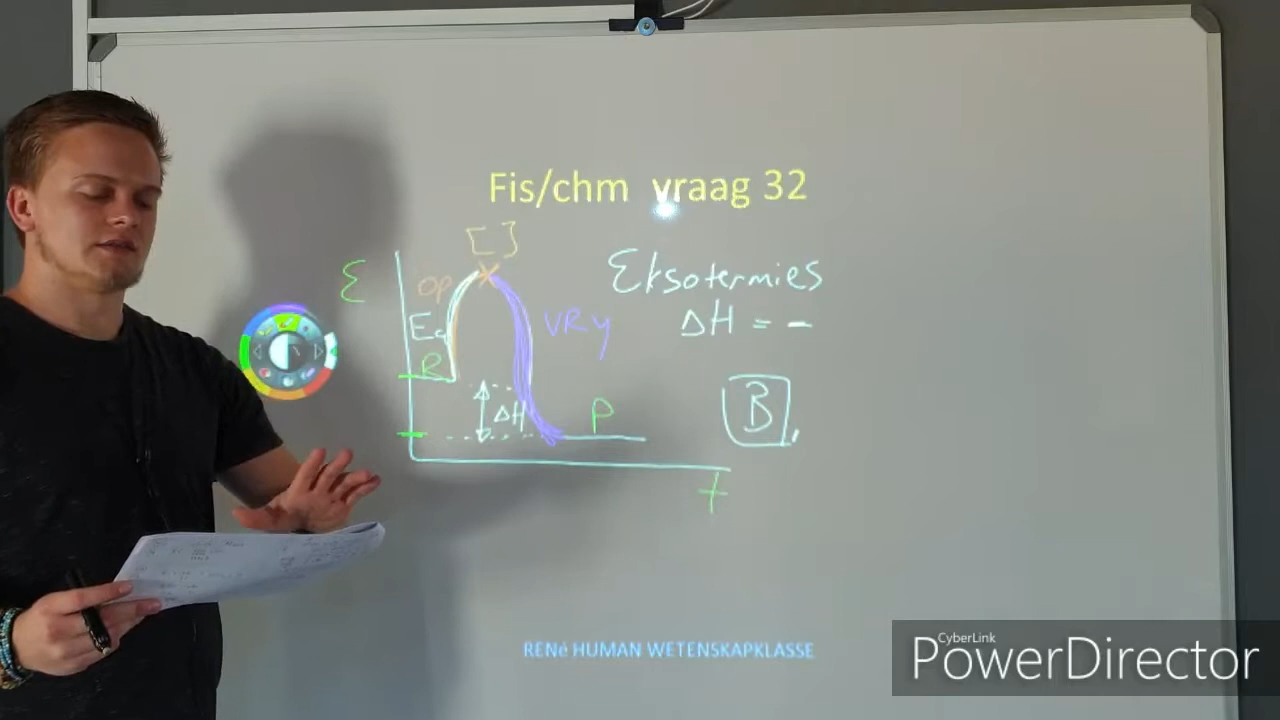 Fis/chm vraag 32
[ ]
Eksotermies
E
op
ΔH = -
Ea
VRY
R
B
ΔH
P
t
RENé HUMAN WETENSKAPKLASSE
CyberLink
PowerDirector